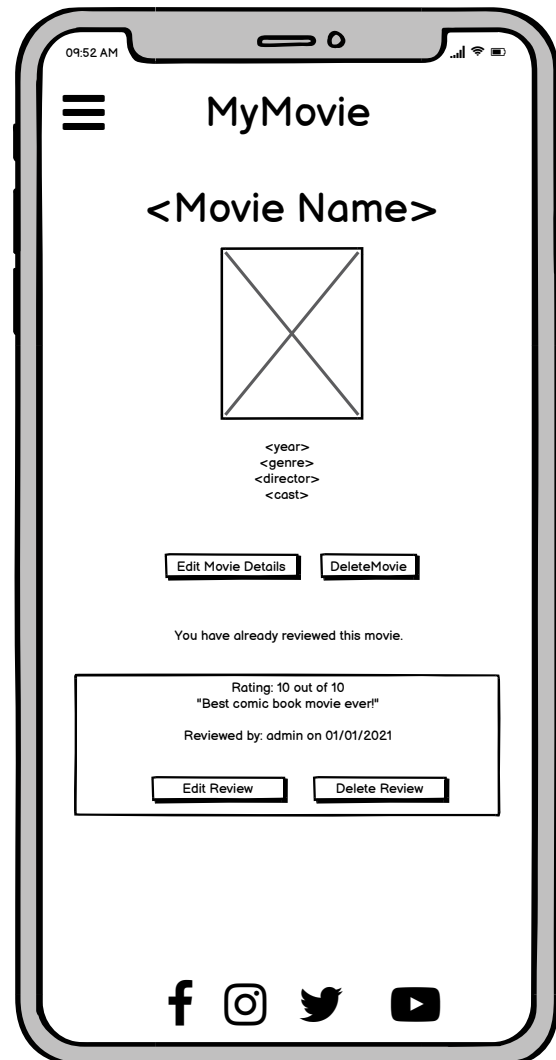 09:52 AM
MyMovie
<Movie Name>
<year>
<genre>
<director>
<cast>
Edit Movie Details DeleteMovie
You have already reviewed this movie.
Rating: 10 out of 10
"Best comic book movie ever!"
Reviewed by: admin on 01/01/2021
Edit Review Delete Review